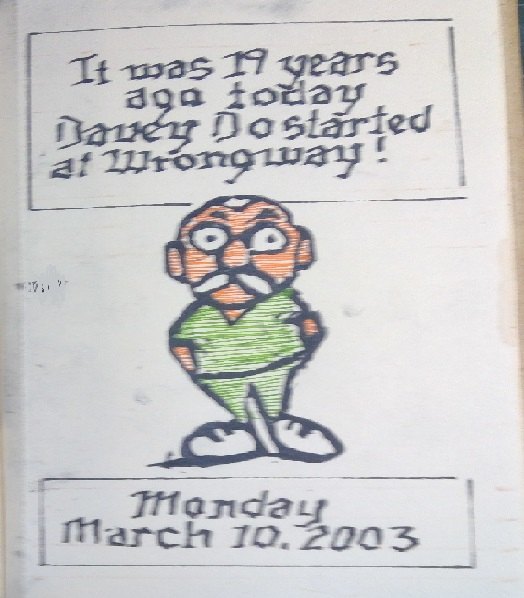 It was 19 years
ago today
Davey Do started
at Wrongway!
Monday
March 10. 2003